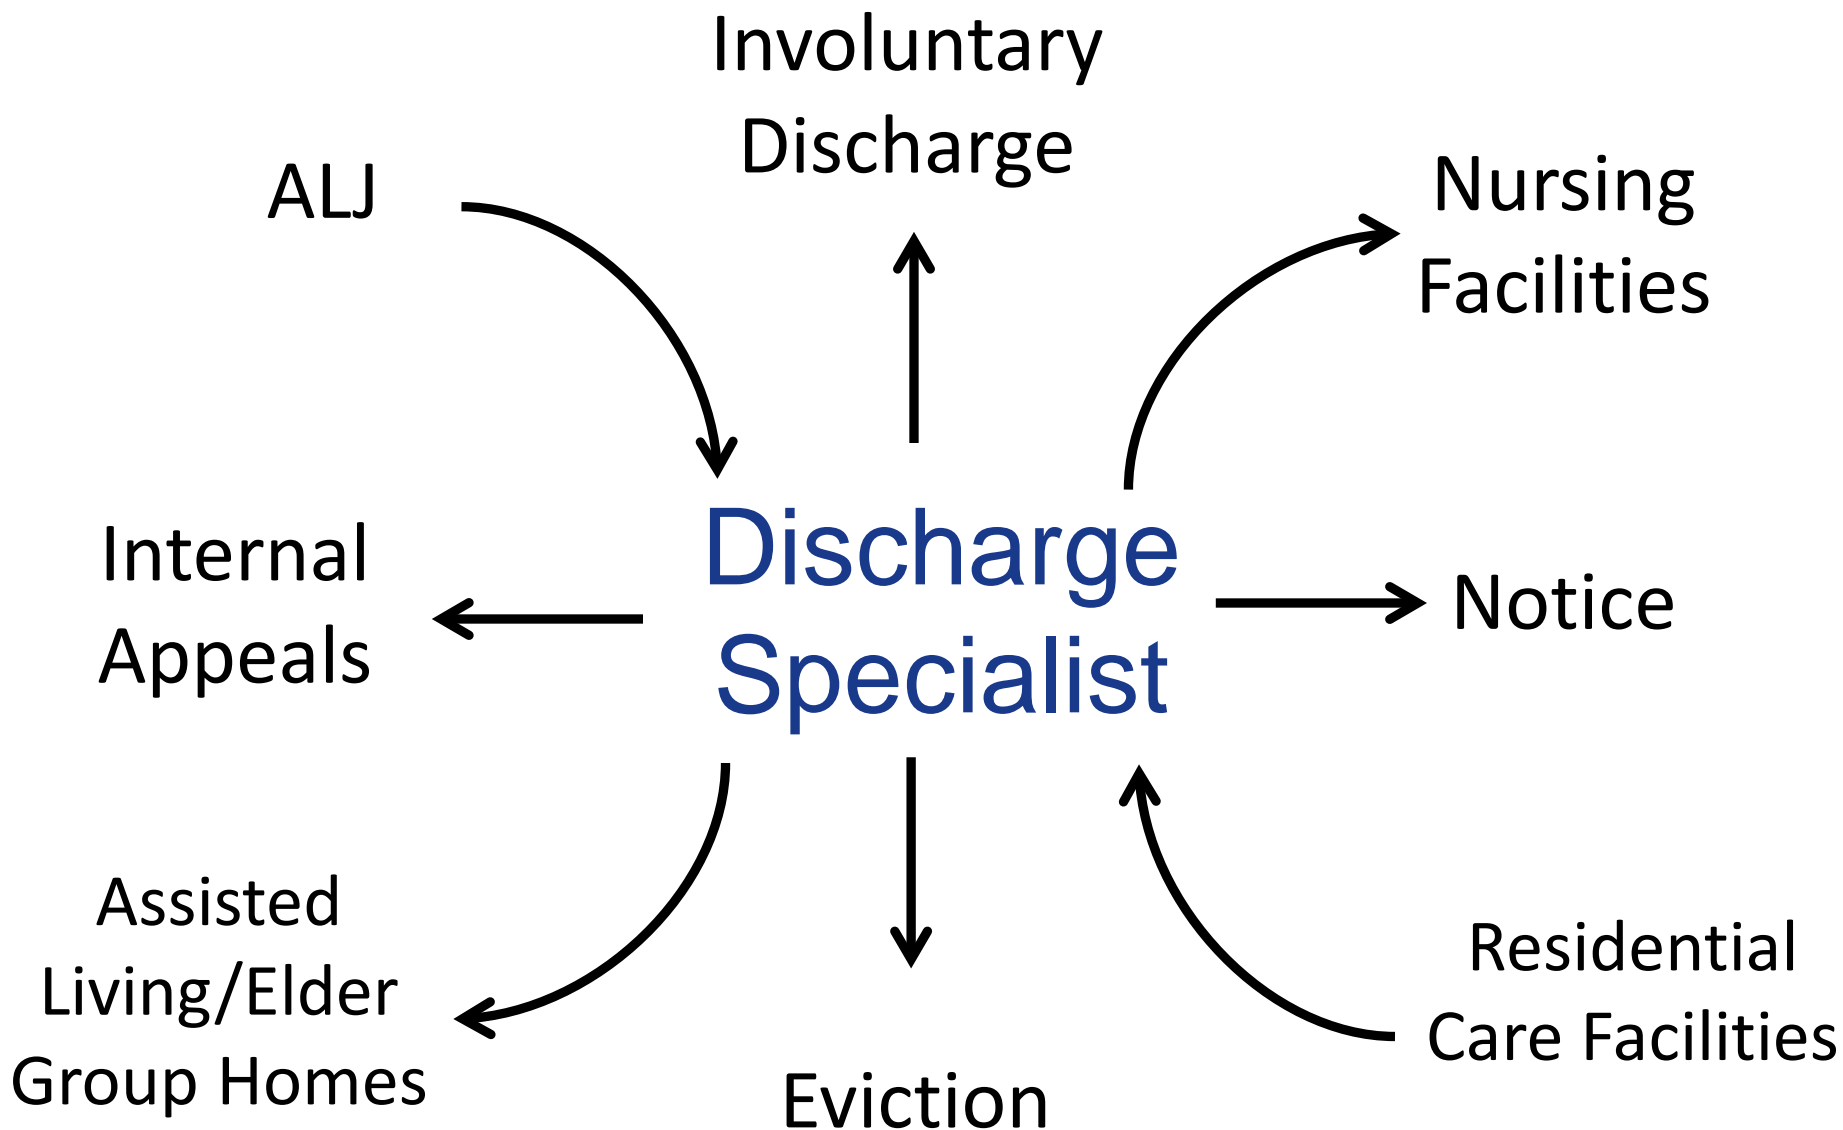 Involuntary
Discharge
ALJ
Nursing
Facilities
Internal
Appeals
Discharge
Specialist
Notice
Assisted
Living/Elder
Group Homes
Eviction
Residential
Care Facilities